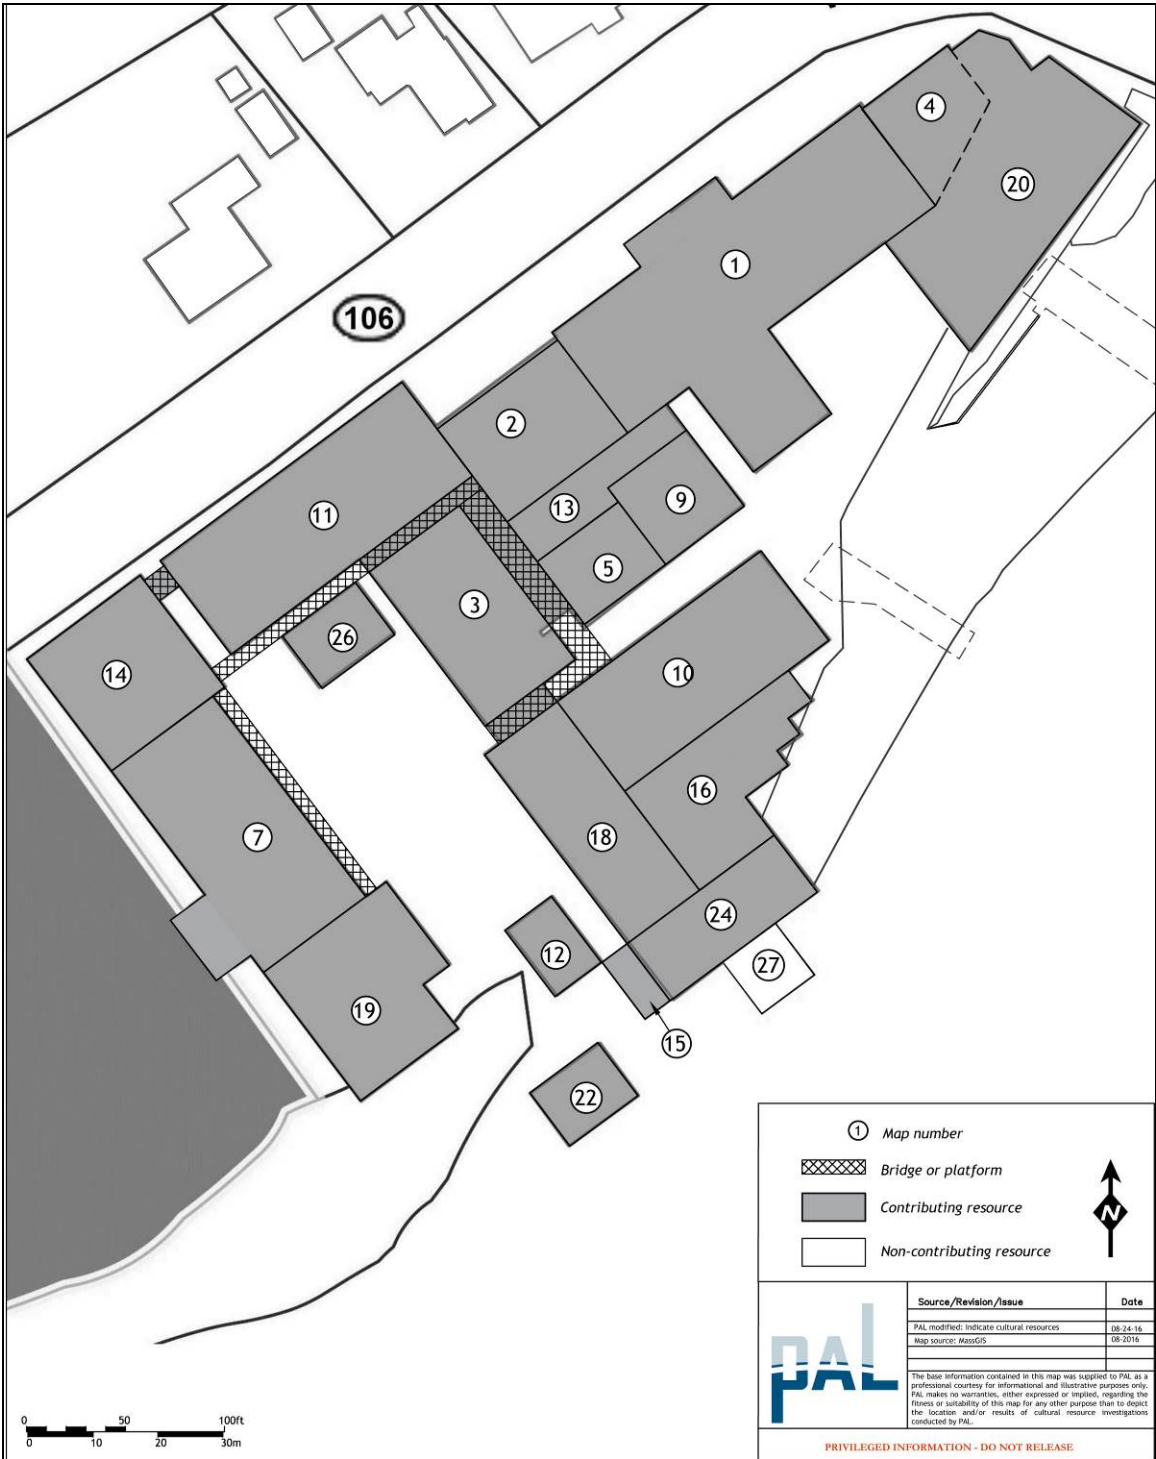 4
20
1
106
2
11
13
9
5
3
26
14
10
16
7
18
24
12
27
19
15
22
1 Map number
Bridge or platform
Contributing resource
N
Non-contributing resource
Source/Revision/Issue Date
PAL modified: Indicate cultural resources 08-24-16
Map source: MassGIS 08-2016
PAL
The base information contained in this map was supplied to PAL as a
professional courtesy for informational and illustrative purposes only.
PAL makes no warranties, either expressed or implied, regarding the
fitness or suitability of this map for any other purpose than to depict
the location and/or results of cultural resource investigations
conducted by PAL.
PRIVILEGED INFORMATION - DO NOT RELEASE
0 50 100ft
0 10 20 30m